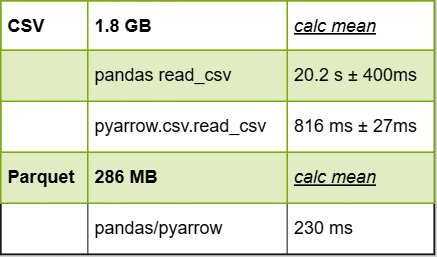 CSV 1.8 GB calc mean
pandas read_csv 20.2 s ± 400ms
pyarrow.csv.read_csv 816 ms ± 27ms
Parquet 286 MB calc mean
pandas/pyarrow 230 ms